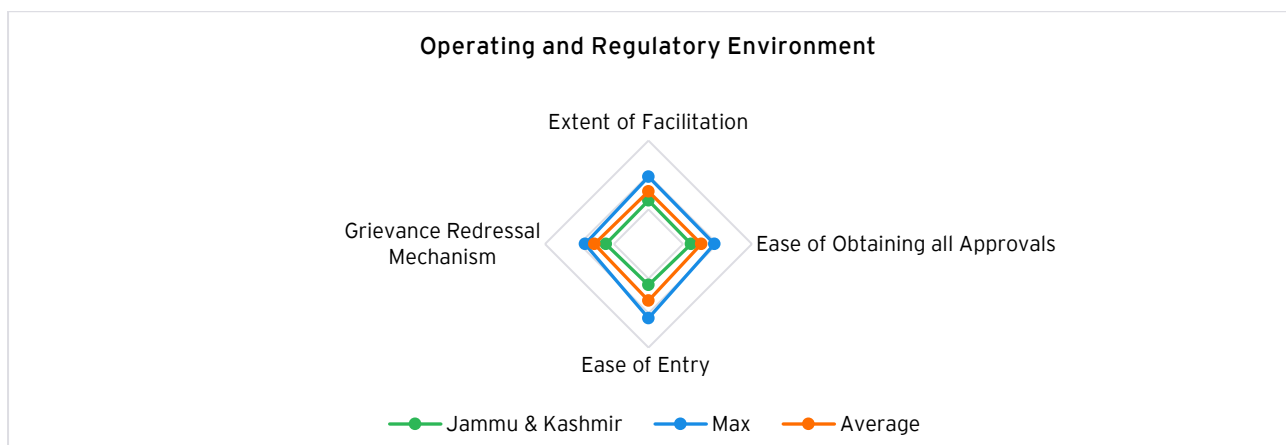 Operating and Regulatory Environment
Extent of Facilitation
Grievance Redressal
Mechanism
Ease of Obtaining all Approvals
Ease of Entry
Jammu & Kashmir
Max
Average